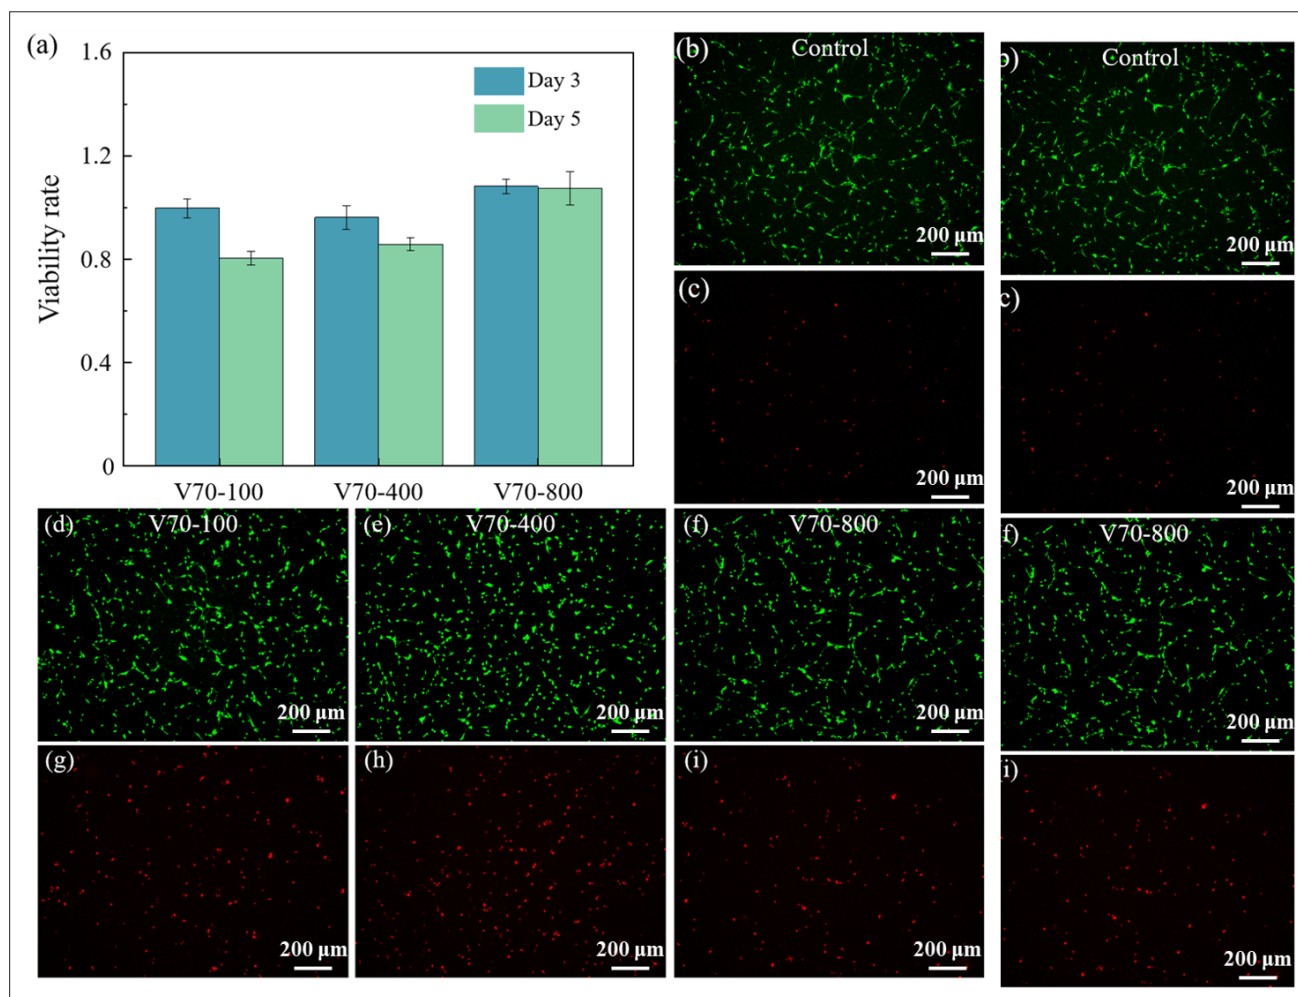 (a)
1.6
1.2
0.8
0.4
0
Viability rate
Day 3
Day 5
V70-100
V70-400
V70-800
(b)
Control
200 μm
b)
Control
200 μm
(c)
200 μm
c)
200 μm
(d)
V70-100
200 μm
(e)
V70-400
200 μm
(f)
V70-800
200 μm
f)
V70-800
200 μm
(g)
200 μm
(h)
200 μm
(i)
200 μm
(i)
200 μm